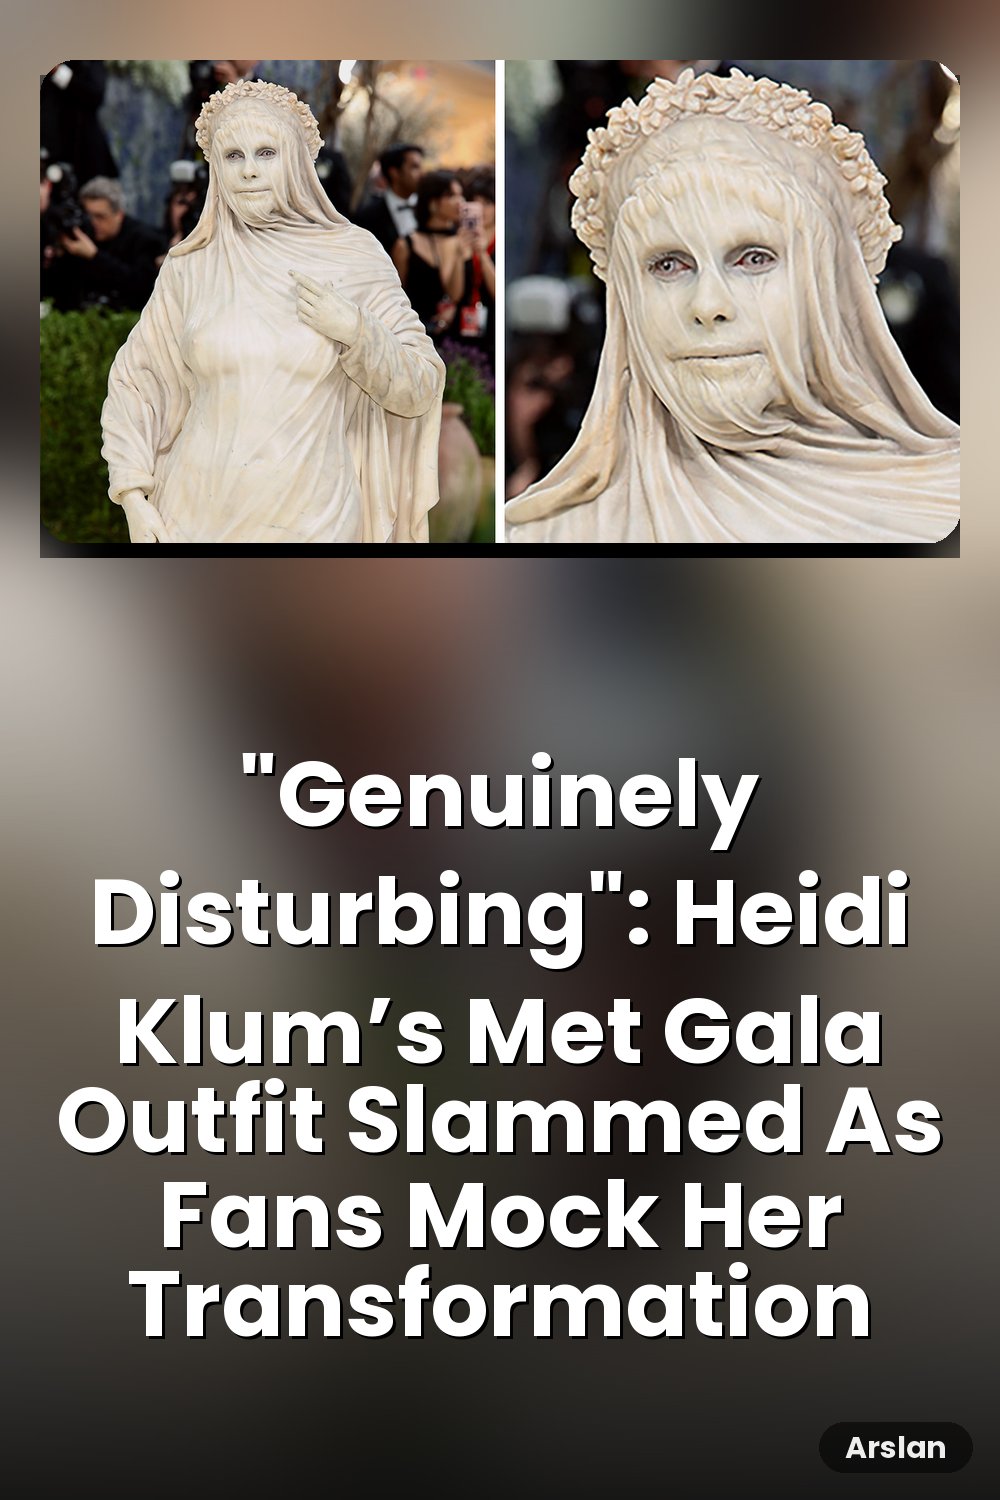 "Genuinely
Disturbing": Heidi
Klum’s Met Gala
Outfit Slammed As
Fans Mock Her
Transformation
Arslan